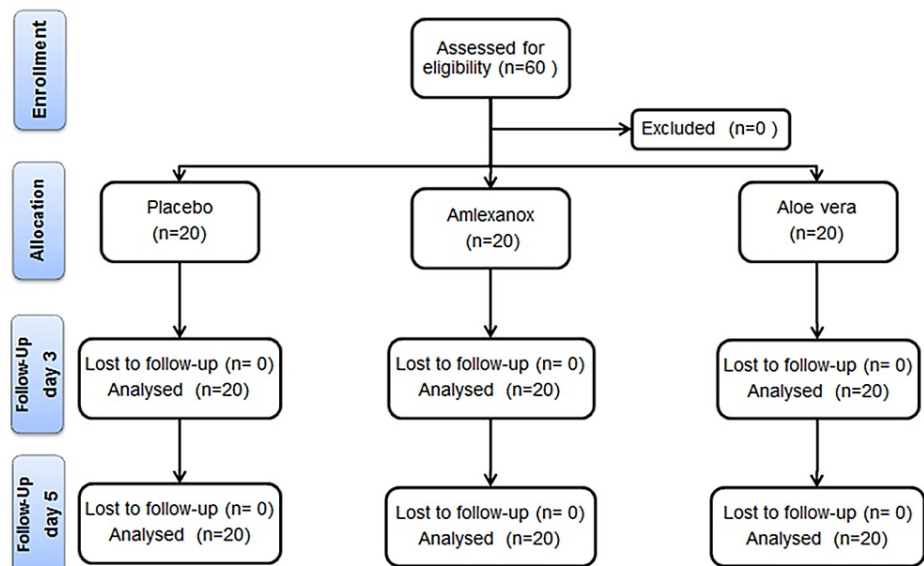 Enrollment
Assessed for
eligibility (n=60 )
Excluded (n=0 )
Allocation
Placebo
(n=20)
Amlexanox
(n=20)
Aloe vera
(n=20)
Follow-Up
day 3
Lost to follow-up (n= 0)
Analysed (n=20)
Lost to follow-up (n= 0)
Analysed (n=20)
Lost to follow-up (n= 0)
Analysed (n=20)
Follow-Up
day 5
Lost to follow-up (n= 0)
Analysed (n=20)
Lost to follow-up (n= 0)
Analysed (n=20)
Lost to follow-up (n= 0)
Analysed (n=20)